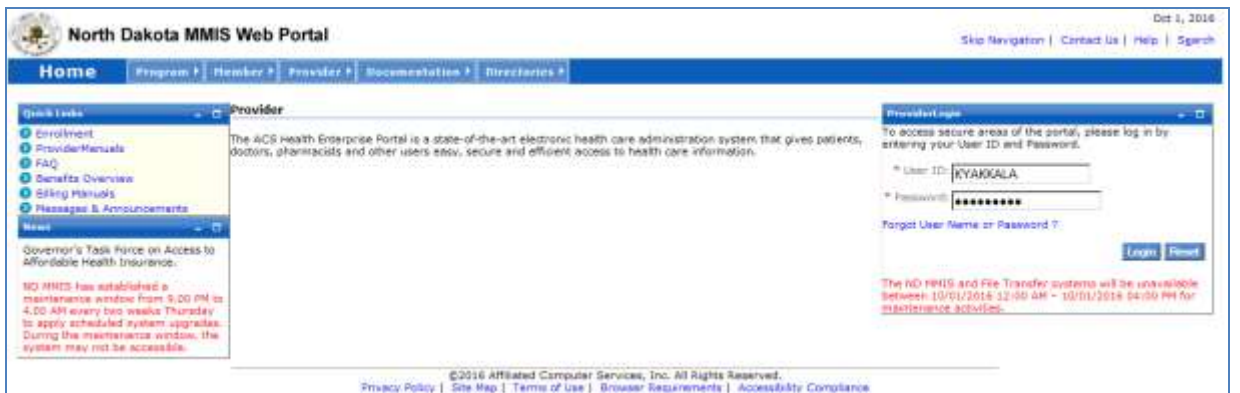 Oct 1, 2016
North Dakota MMIS Web Portal
Skip Navigation | Contact Us | Help | Search
Home Program Member Provider Documentation Directories
Quick Links
Enrollment
ProviderManuals
FAQ
Benefits Overview
Billing Manuals
Messages & Announcements
News
Governor's Task Force on Access to
Affordable Health Insurance.
ND MMIS has established a
maintenance window from 9.00 PM to
4.00 AM every two weeks Thursday
to apply scheduled system upgrades.
During the maintenance window, the
system may not be accessible.
Provider
The ACS Health Enterprise Portal is a state-of-the-art electronic health care administration system that gives patients,
doctors, pharmacists and other users easy, secure and efficient access to health care information.
ProviderLogin
To access secure areas of the portal, please log in by
entering your User ID and Password.
* User ID: KYAKKALA
* Password: ●●●●●●●●●
Forgot User Name or Password ?
Login Reset
The ND MMIS and File Transfer systems will be unavailable
between 10/01/2016 12:00 AM - 10/01/2016 04:00 PM for
maintenance activities.
©2016 Affiliated Computer Services, Inc. All Rights Reserved.
Privacy Policy | Site Map | Terms of Use | Browser Requirements | Accessibility Compliance